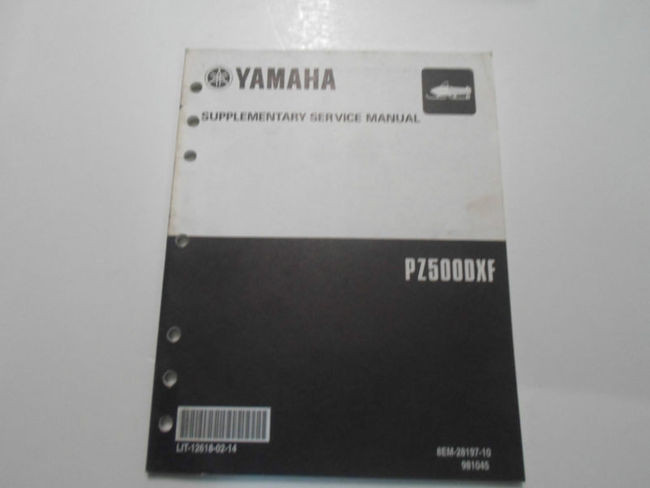 YAMAHA
SUPPLEMENTARY SERVICE MANUAL
PZ500DXF
LIT-12618-02-14
8EM-28197-10
981045